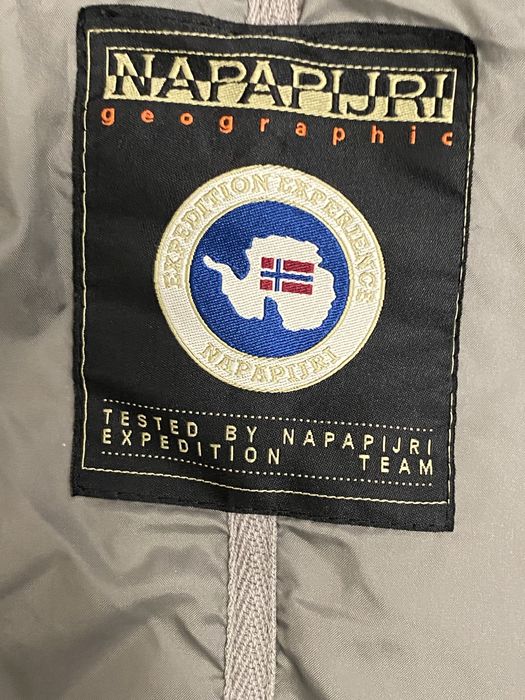 NAPAPIJRI
geographic
EXPEDITION EXPERIENCE
NAPAPIJRI
TESTED BY NAPAPIJRI
EXPEDITION TEAM